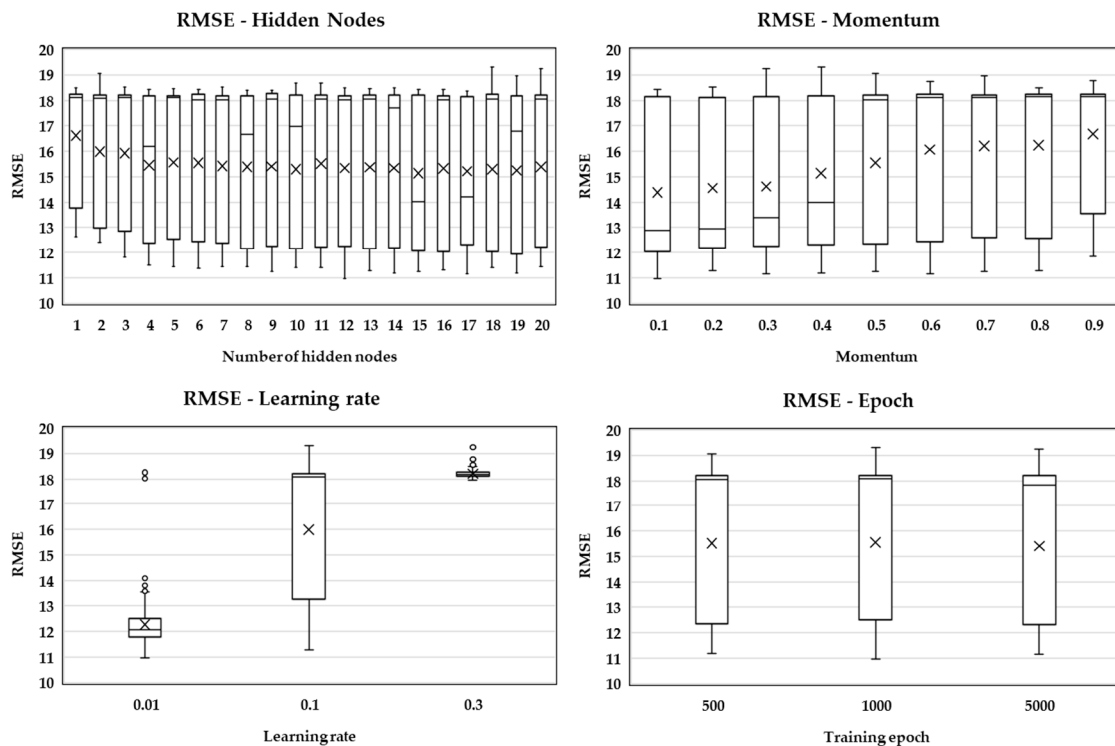 RMSE - Hidden Nodes
20
19
18
17
16
15
14
13
12
11
10
RMSE
1 2 3 4 5 6 7 8 9 10 11 12 13 14 15 16 17 18 19 20
Number of hidden nodes
RMSE - Momentum
20
19
18
17
16
15
14
13
12
11
10
RMSE
0.1 0.2 0.3 0.4 0.5 0.6 0.7 0.8 0.9
Momentum
RMSE - Learning rate
20
19
18
17
16
15
14
13
12
11
10
RMSE
0.01 0.1 0.3
Learning rate
RMSE - Epoch
20
19
18
17
16
15
14
13
12
11
10
RMSE
500 1000 5000
Training epoch